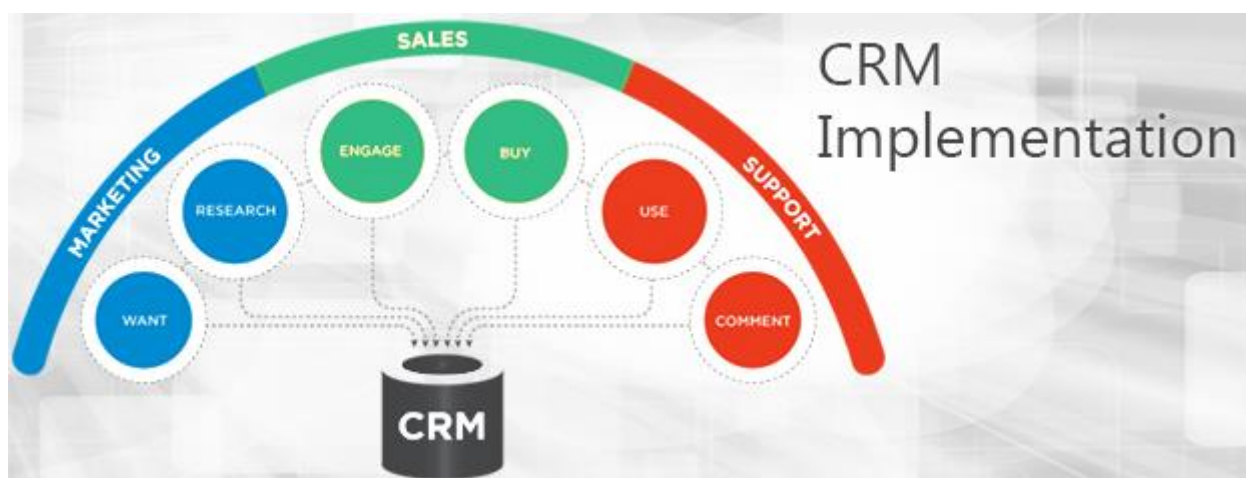 SALES
MARKETING
SUPPORT
WANT
RESEARCH
ENGAGE
BUY
USE
COMMENT
CRM
CRM
Implementation